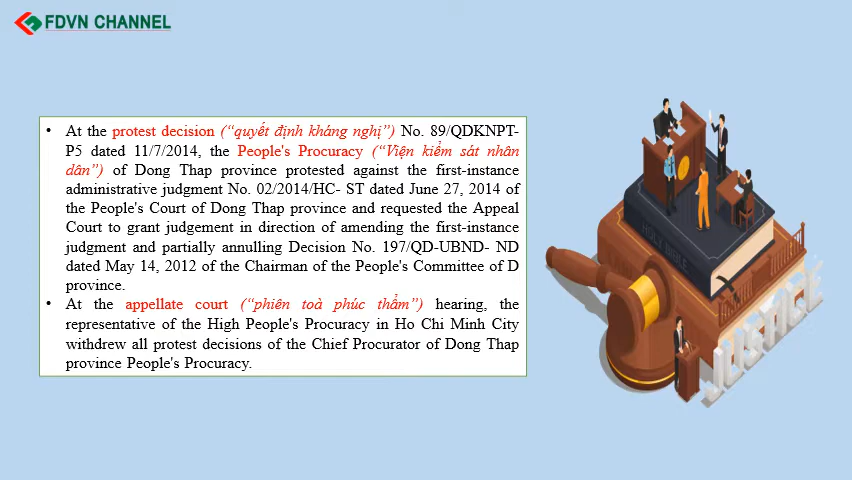 FDVN CHANNEL
• At the protest decision (“quyết định kháng nghị”) No. 89/QDKNPT-
P5 dated 11/7/2014, the People's Procuracy (“Viện kiểm sát nhân
dân”) of Dong Thap province protested against the first-instance
administrative judgment No. 02/2014/HC- ST dated June 27, 2014 of
the People's Court of Dong Thap province and requested the Appeal
Court to grant judgement in direction of amending the first-instance
judgment and partially annulling Decision No. 197/QD-UBND- ND
dated May 14, 2012 of the Chairman of the People's Committee of D
province.
• At the appellate court (“phiên toà phúc thẩm”) hearing, the
representative of the High People's Procuracy in Ho Chi Minh City
withdrew all protest decisions of the Chief Procurator of Dong Thap
province People's Procuracy.
HOLY BIBLE
JUSTICE